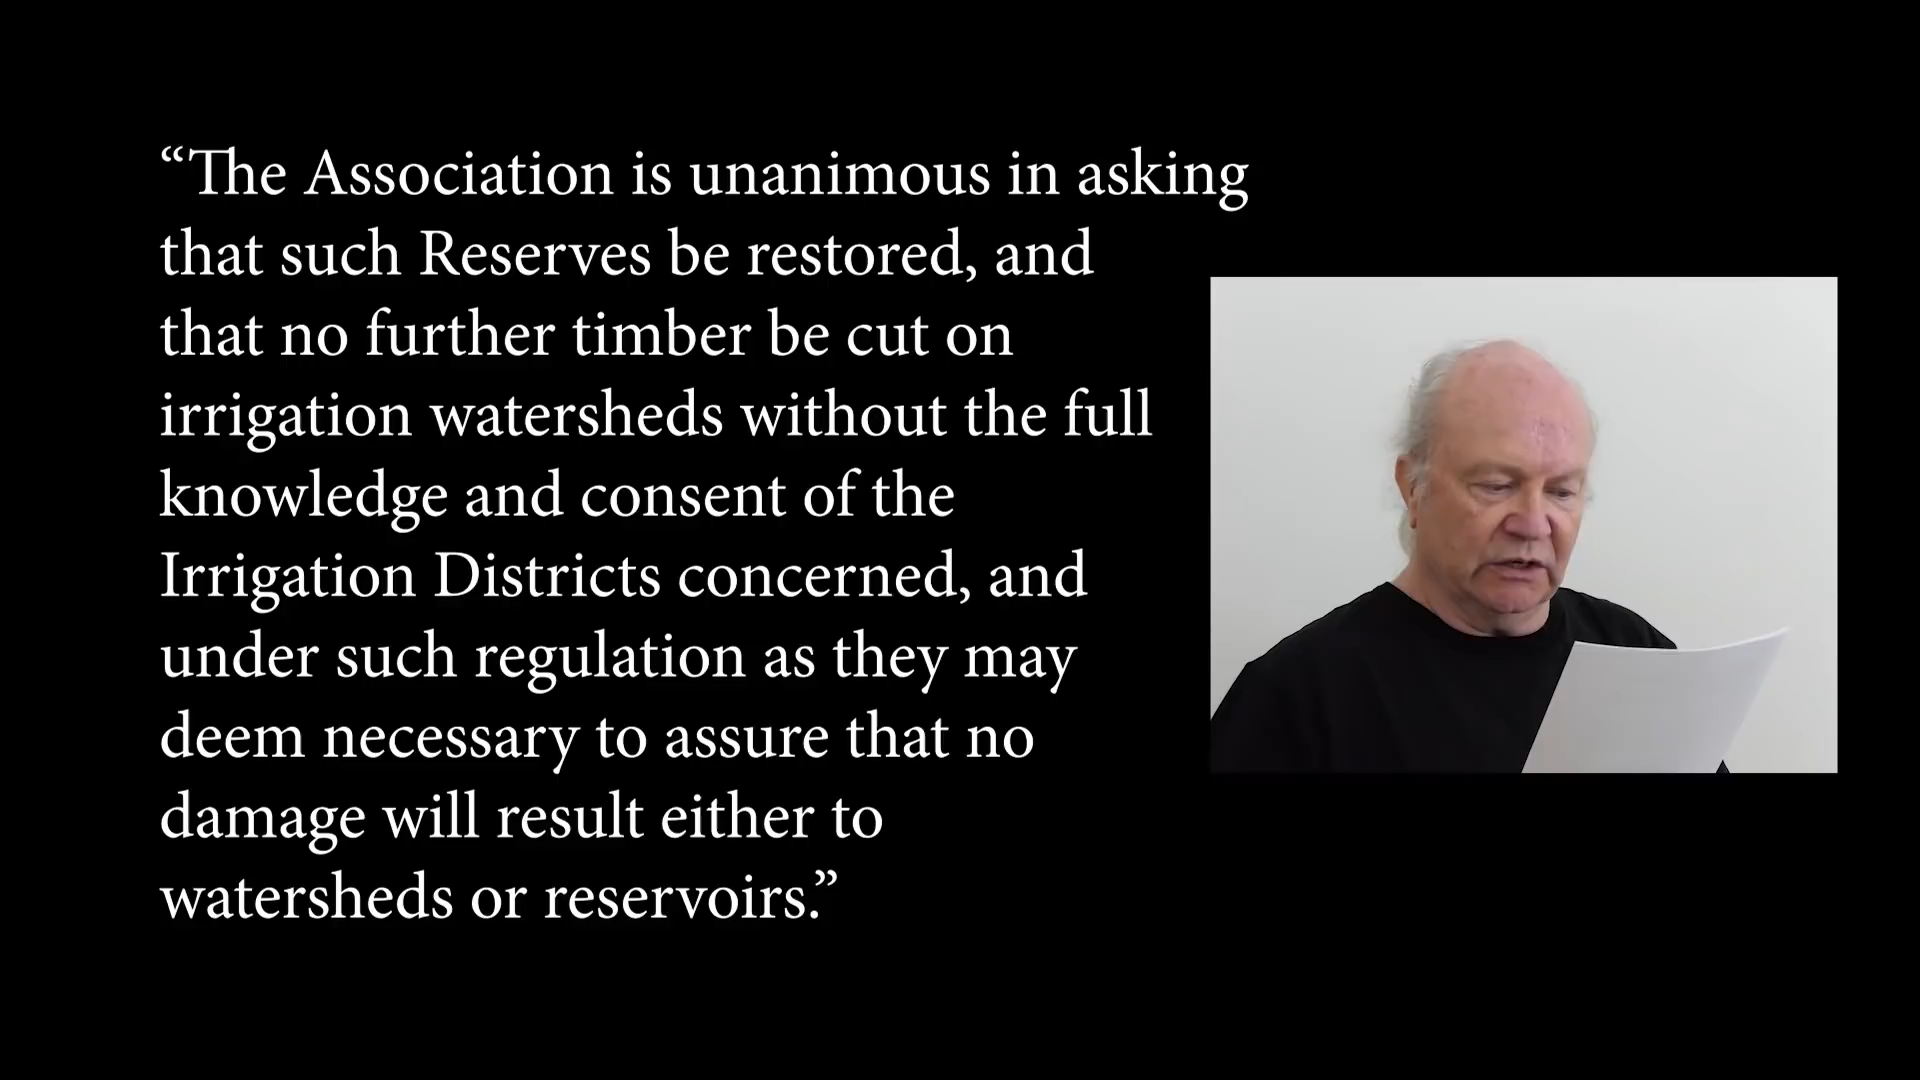 “The Association is unanimous in asking
that such Reserves be restored, and
that no further timber be cut on
irrigation watersheds without the full
knowledge and consent of the
Irrigation Districts concerned, and
under such regulation as they may
deem necessary to assure that no
damage will result either to
watersheds or reservoirs.”